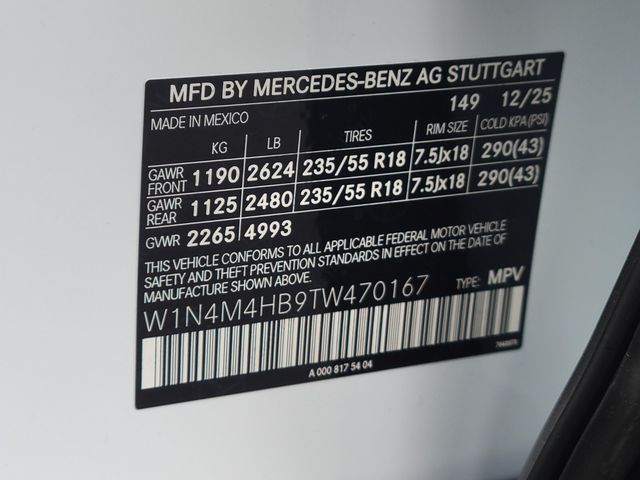 MFD BY MERCEDES-BENZ AG STUTTGART
149 12/25
MADE IN MEXICO
KG LB TIRES RIM SIZE COLD KPA(PSI)
GAWR FRONT 1190 2624 235/55 R18 7.5Jx18 290(43)
GAWR REAR 1125 2480 235/55 R18 7.5Jx18 290(43)
GVWR 2265 4993
THIS VEHICLE CONFORMS TO ALL APPLICABLE FEDERAL MOTOR VEHICLE
SAFETY AND THEFT PREVENTION STANDARDS IN EFFECT ON THE DATE OF
MANUFACTURE SHOWN ABOVE.
W1N4M4HB9TW470167 TYPE: MPV
A 000 817 54 04